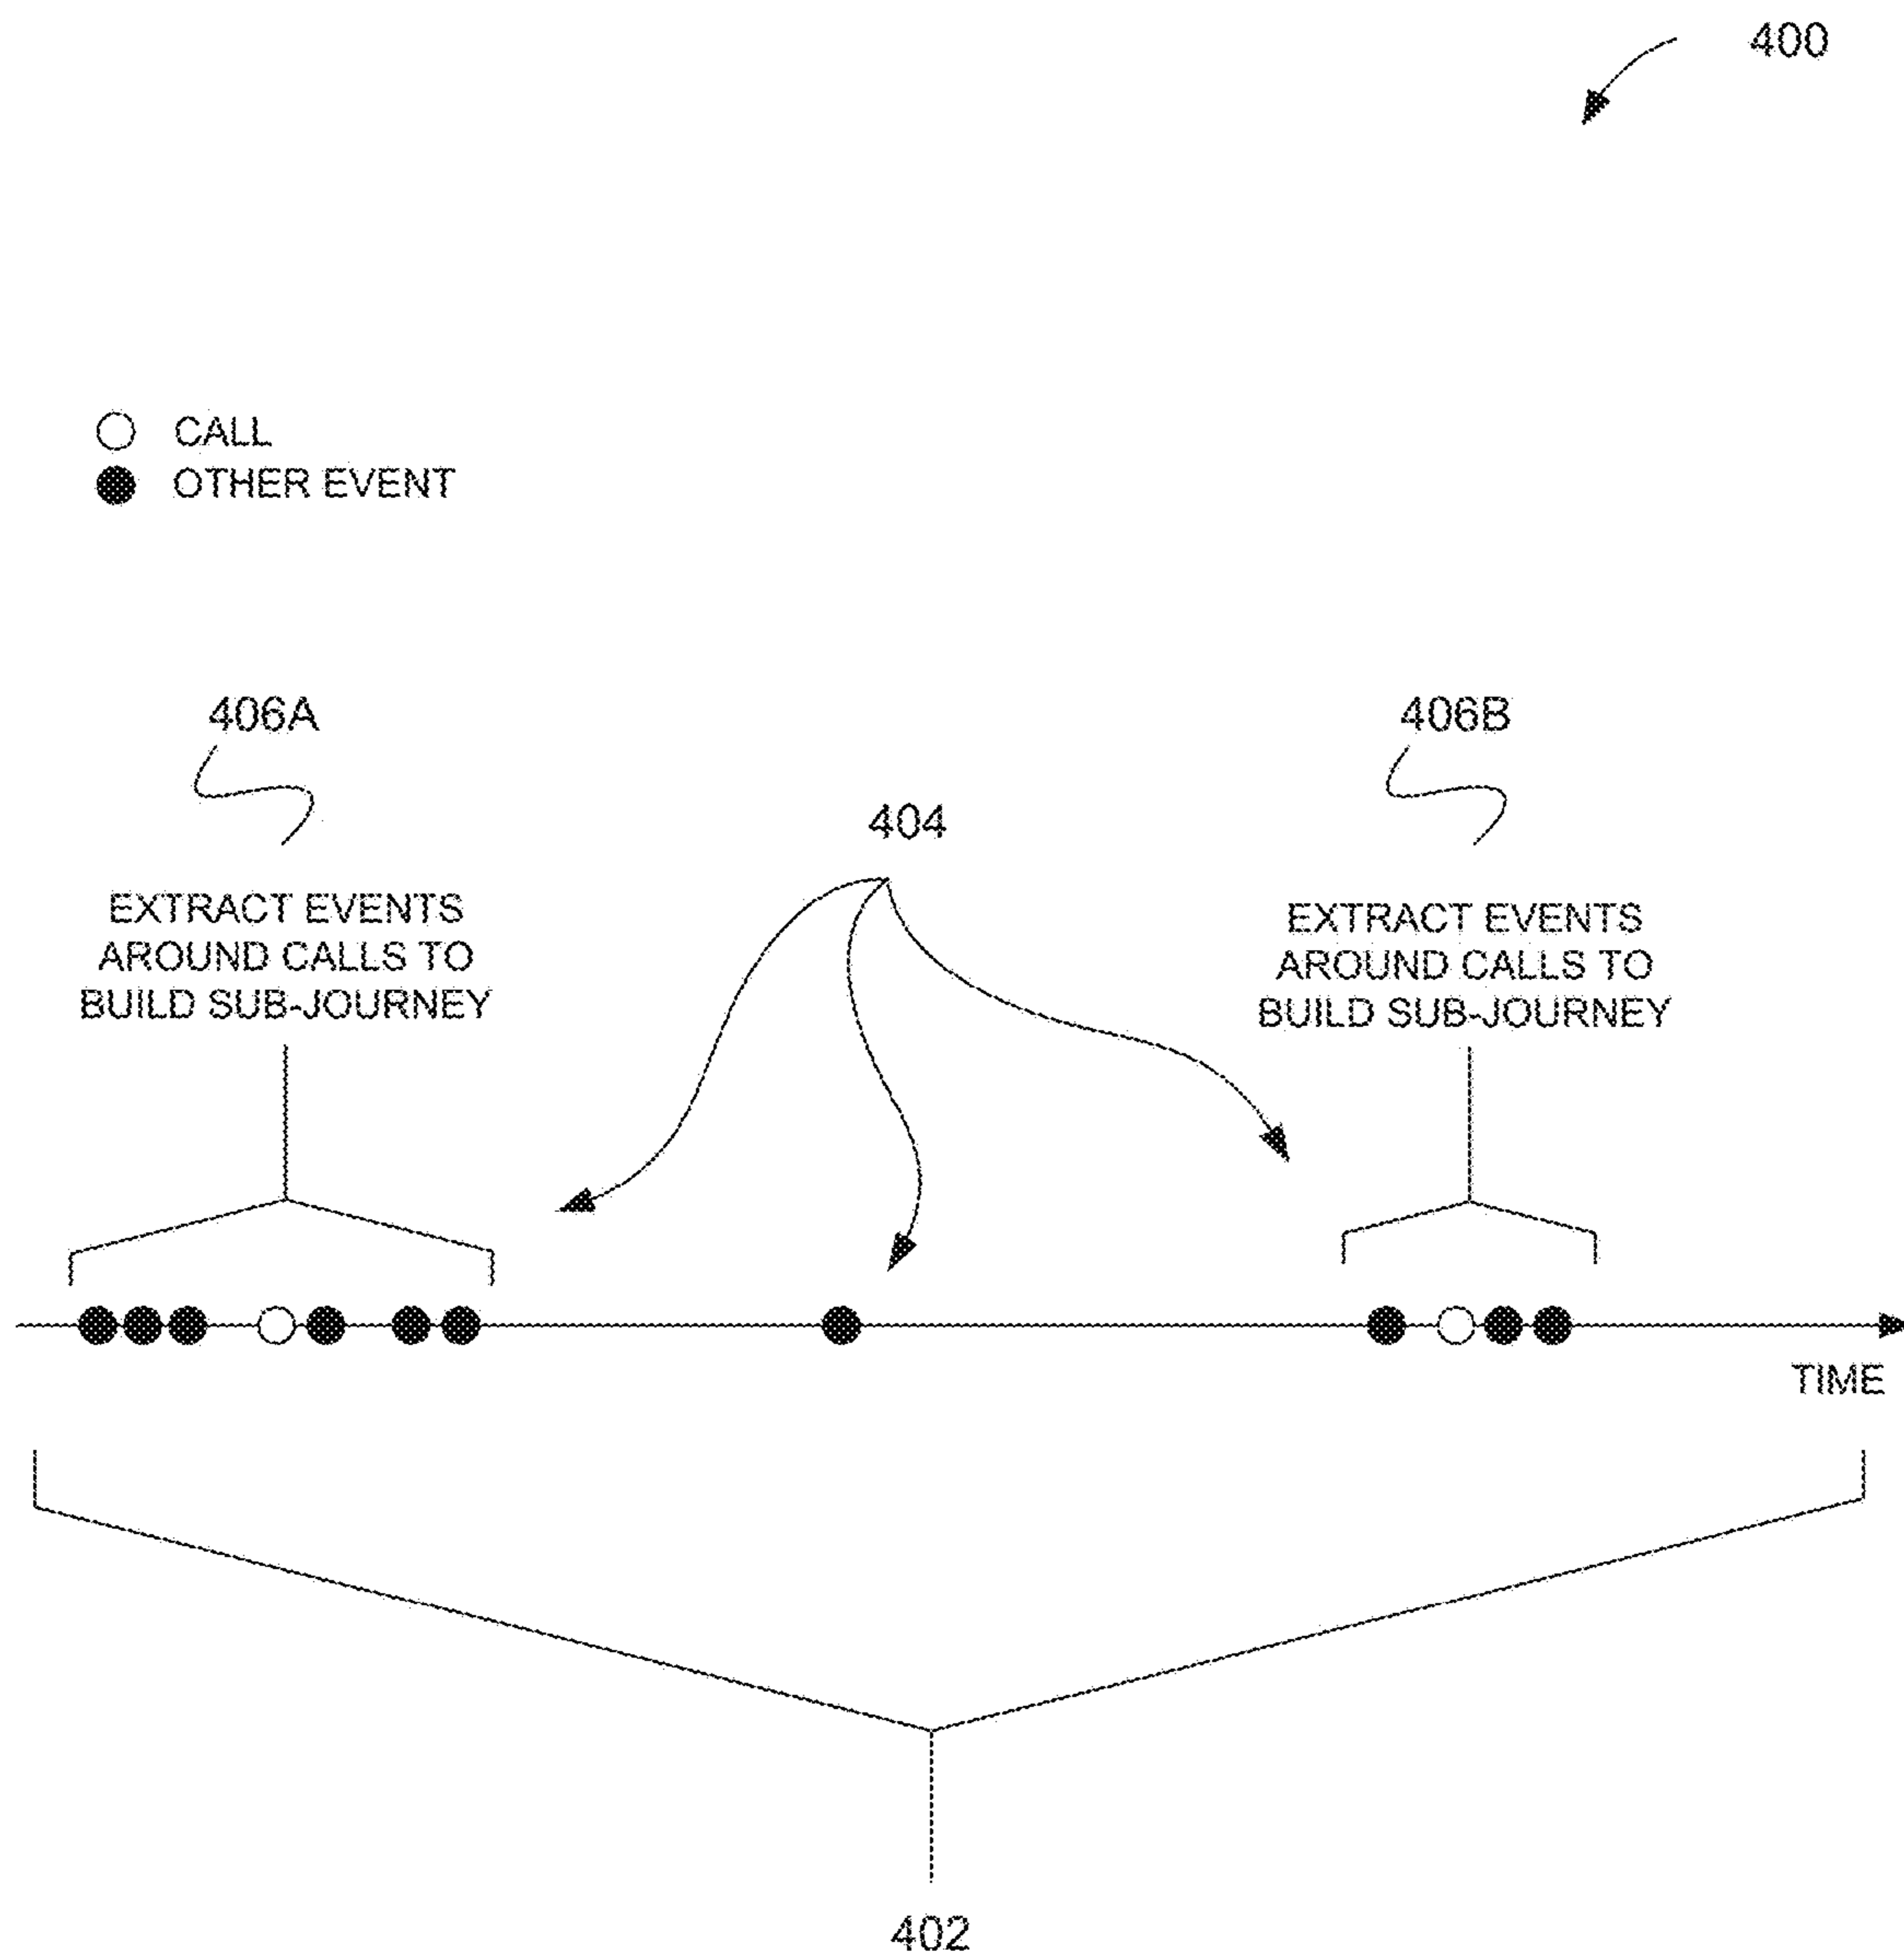 400
CALL
OTHER EVENT
406A
406B
404
EXTRACT EVENTS
AROUND CALLS TO
BUILD SUB-JOURNEY
EXTRACT EVENTS
AROUND CALLS TO
BUILD SUB-JOURNEY
TIME
402